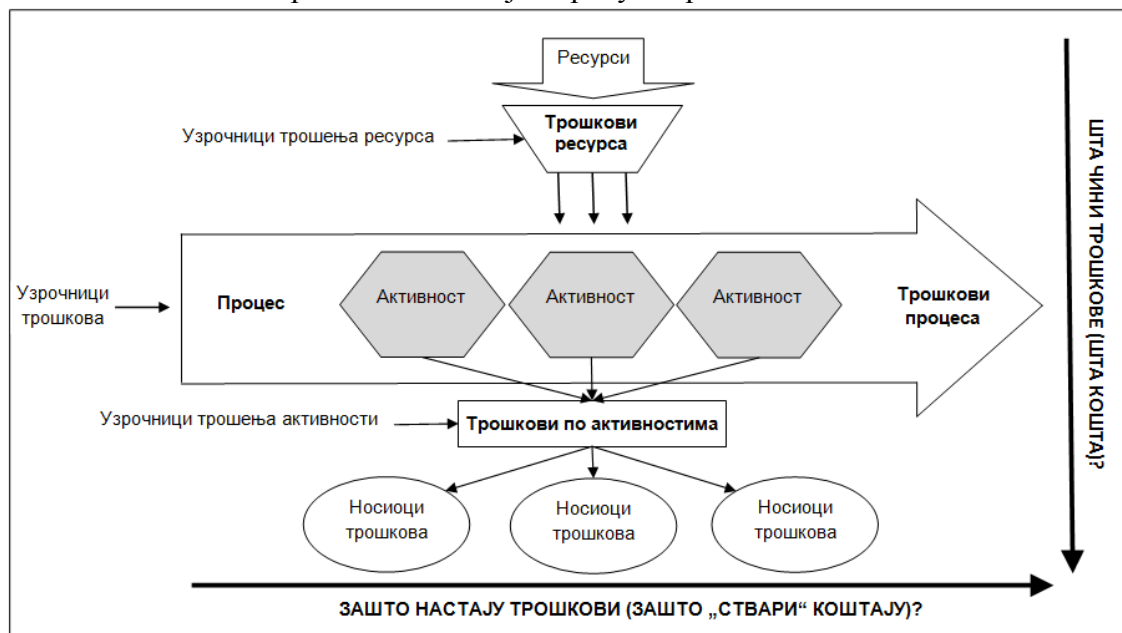 Ресурси
Узрочници трошења ресурса
Трошкови
ресурса
Узрочници
трошкова
Процес
Активност
Активност
Активност
Трошкови
процеса
Узрочници трошења активности
Трошкови по активностима
Носиоци
трошкова
Носиоци
трошкова
Носиоци
трошкова
ШТА ЧИНИ ТРОШКОВЕ (ШТА КОШТА)?
ЗАШТО НАСТАЈУ ТРОШКОВИ (ЗАШТО „СТВАРИ“ КОШТАЈУ)?